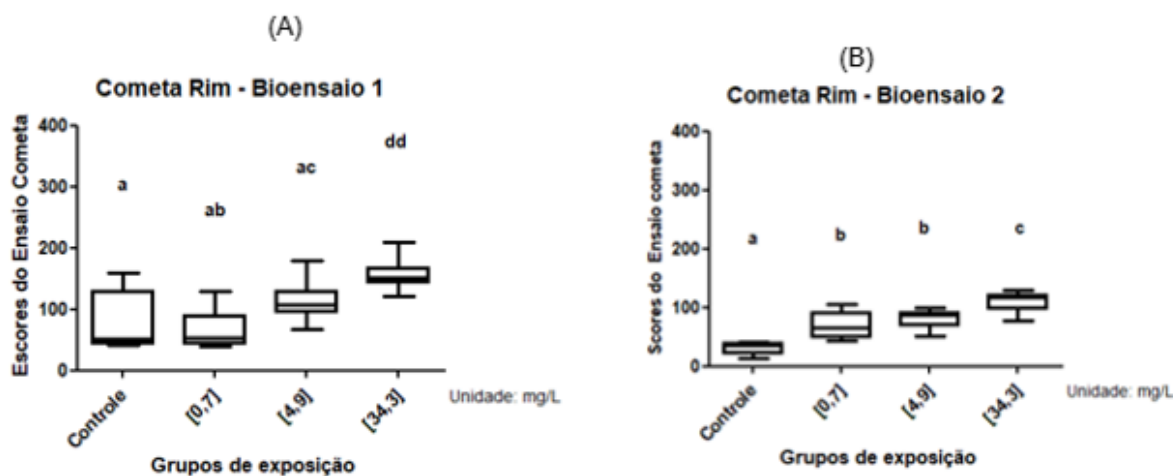 (A)
Cometa Rim - Bioensaio 1
Escores do Ensaio Cometa
400
300
200
100
0
a
ab
ac
dd
Controle
[0,7]
[4,9]
[34,3]
Unidade: mg/L
Grupos de exposição
(B)
Cometa Rim - Bioensaio 2
Scores do Ensaio cometa
400
300
200
100
0
a
b
b
c
Controle
[0,7]
[4,9]
[34,3]
Unidade: mg/L
Grupos de exposição